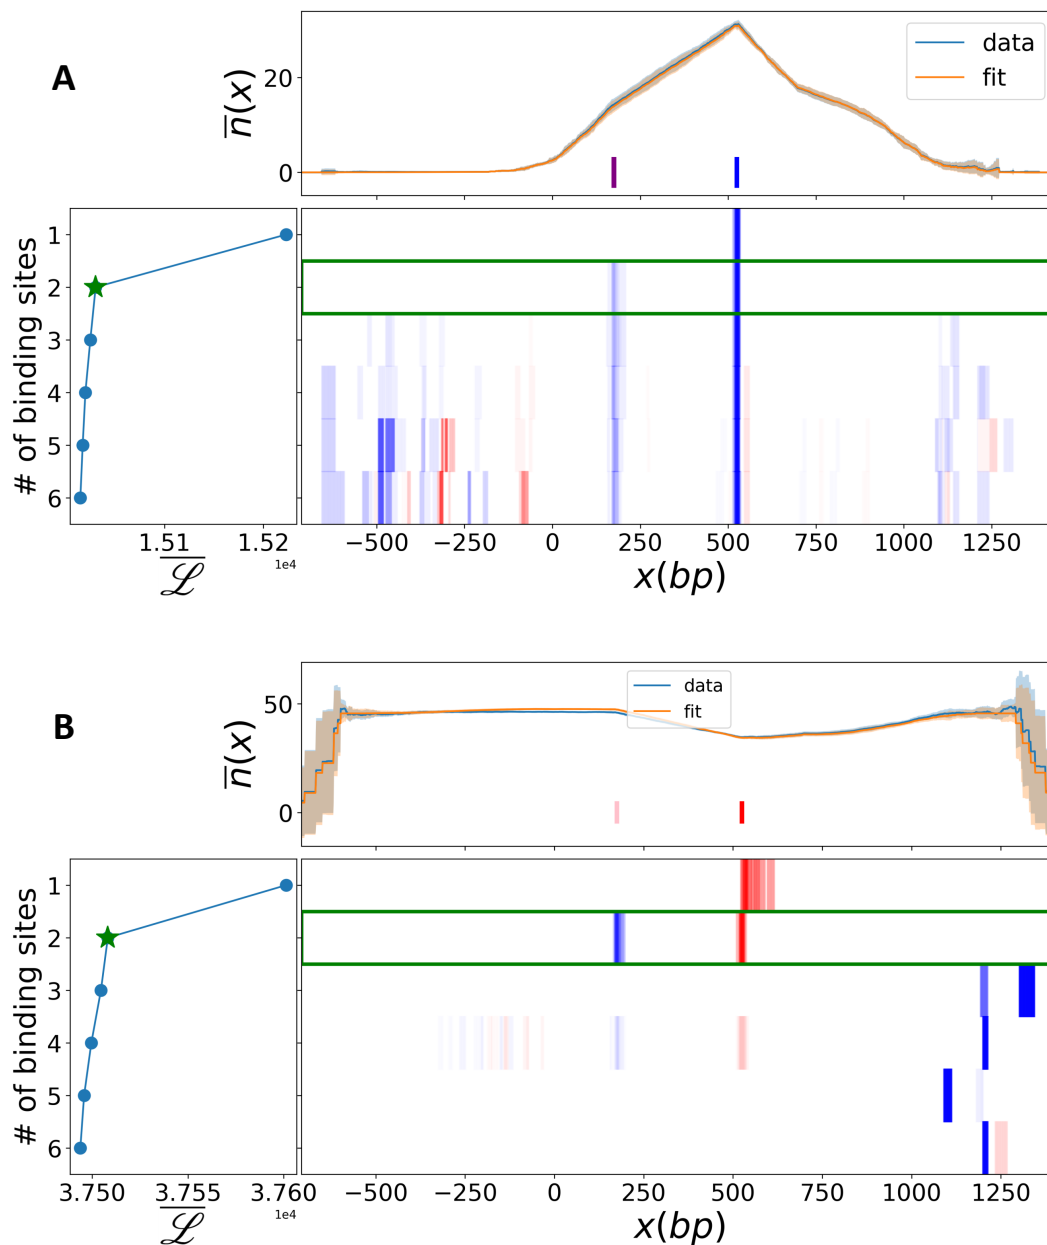 A
n̅(x)
20
0
data
fit
# of binding sites
1
2
3
4
5
6
1.51 1.52
1e4
ℒ̅
−500 −250 0 250 500 750 1000 1250
x(bp)
B
n̅(x)
50
0
data
fit
# of binding sites
1
2
3
4
5
6
3.750 3.755 3.760
1e4
ℒ̅
−500 −250 0 250 500 750 1000 1250
x(bp)